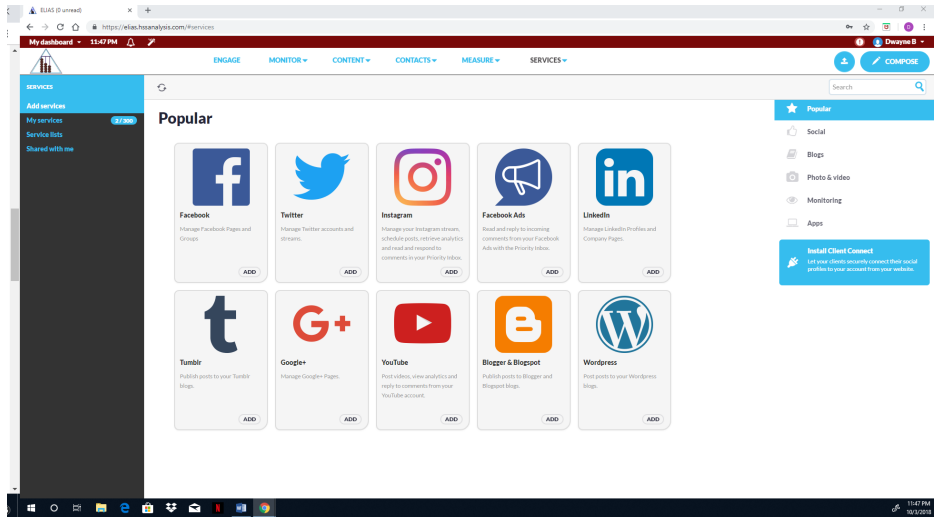 ELIAS (0 unread)
https://elias.hssanalysis.com/#services
My dashboard 11:47 PM
Dwayne B
ENGAGE MONITOR CONTENT CONTACTS MEASURE SERVICES
COMPOSE
SERVICES
Search
Add services
My services 2 / 300
Service lists
Shared with me
Popular
Facebook
Manage Facebook Pages and
Groups
ADD
Twitter
Manage Twitter accounts and
streams.
ADD
Instagram
Manage your Instagram stream,
schedule posts, retrieve analytics
and read and respond to
comments in your Priority Inbox.
ADD
Facebook Ads
Read and reply to incoming
comments from your Facebook
Ads with the Priority Inbox.
ADD
in
LinkedIn
Manage LinkedIn Profiles and
Company Pages.
ADD
t
Tumblr
Publish posts to your Tumblr
blogs.
ADD
G+
Google+
Manage Google+ Pages.
ADD
YouTube
Post videos, view analytics and
reply to comments from your
YouTube account.
ADD
Blogger & Blogspot
Publish posts to Blogger and
Blogspot blogs.
ADD
Wordpress
Post posts to your Wordpress
blogs.
ADD
Popular
Social
Blogs
Photo & video
Monitoring
Apps
Install Client Connect
Let your clients securely connect their social
profiles to your account from your website.
11:47 PM
10/3/2018